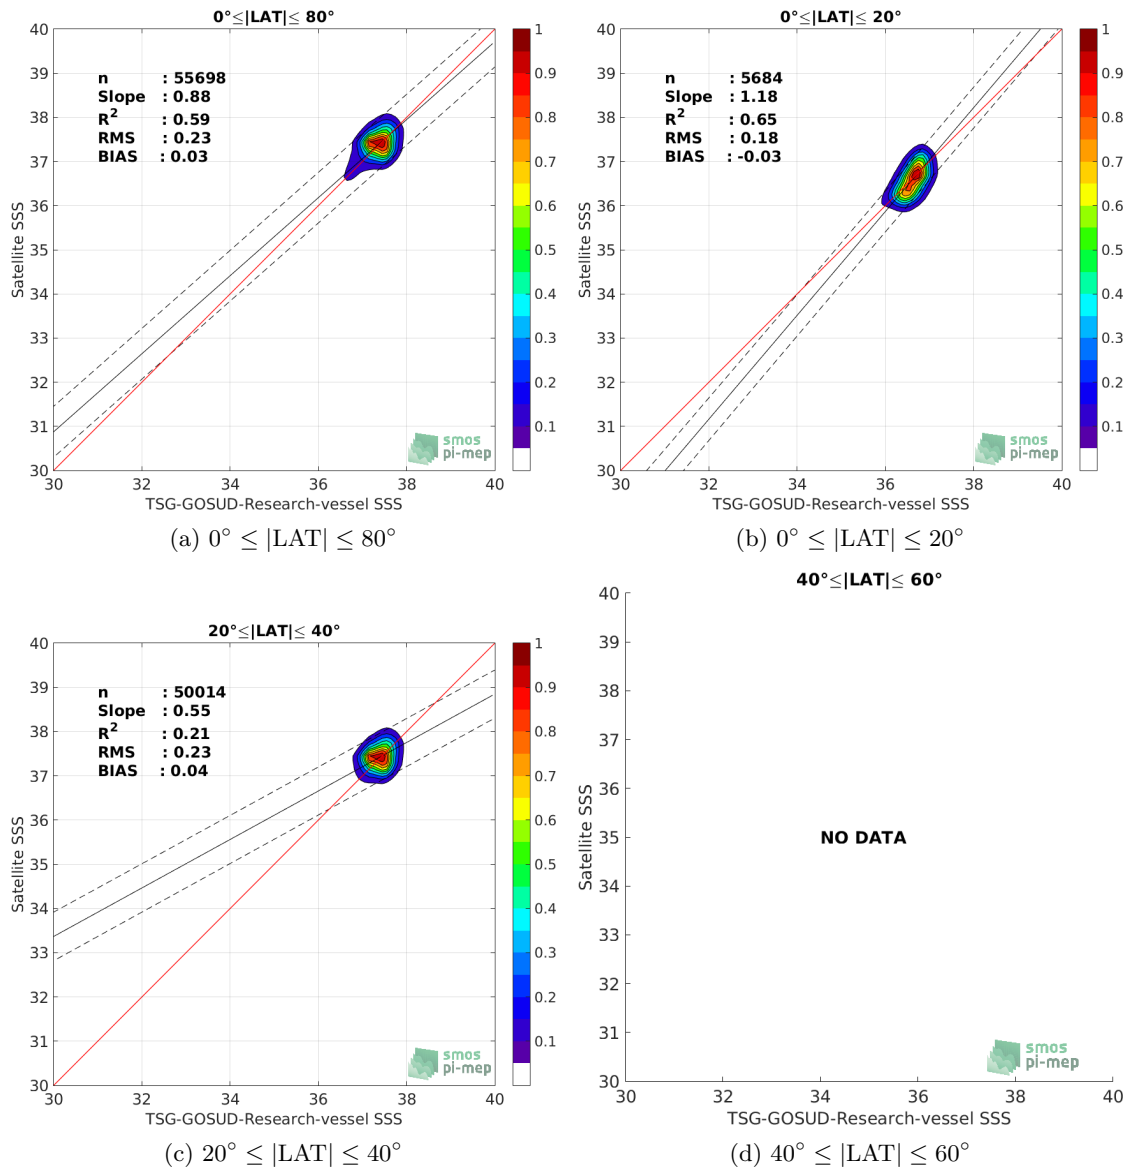 0°≤|LAT|≤ 80°
n : 55698
Slope : 0.88
R2 : 0.59
RMS : 0.23
BIAS : 0.03
40
39
38
37
36
35
34
33
32
31
30
Satellite SSS
30 32 34 36 38 40
TSG-GOSUD-Research-vessel SSS
1
0.9
0.8
0.7
0.6
0.5
0.4
0.3
0.2
0.1
smos
pi-mep
(a) 0° ≤ |LAT| ≤ 80°
0°≤|LAT|≤ 20°
n : 5684
Slope : 1.18
R2 : 0.65
RMS : 0.18
BIAS : -0.03
40
39
38
37
36
35
34
33
32
31
30
Satellite SSS
30 32 34 36 38 40
TSG-GOSUD-Research-vessel SSS
1
0.9
0.8
0.7
0.6
0.5
0.4
0.3
0.2
0.1
smos
pi-mep
(b) 0° ≤ |LAT| ≤ 20°
20°≤|LAT|≤ 40°
n : 50014
Slope : 0.55
R2 : 0.21
RMS : 0.23
BIAS : 0.04
40
39
38
37
36
35
34
33
32
31
30
Satellite SSS
30 32 34 36 38 40
TSG-GOSUD-Research-vessel SSS
1
0.9
0.8
0.7
0.6
0.5
0.4
0.3
0.2
0.1
smos
pi-mep
(c) 20° ≤ |LAT| ≤ 40°
40°≤|LAT|≤ 60°
40
39
38
37
36
35
34
33
32
31
30
Satellite SSS
NO DATA
30 32 34 36 38 40
TSG-GOSUD-Research-vessel SSS
smos
pi-mep
(d) 40° ≤ |LAT| ≤ 60°